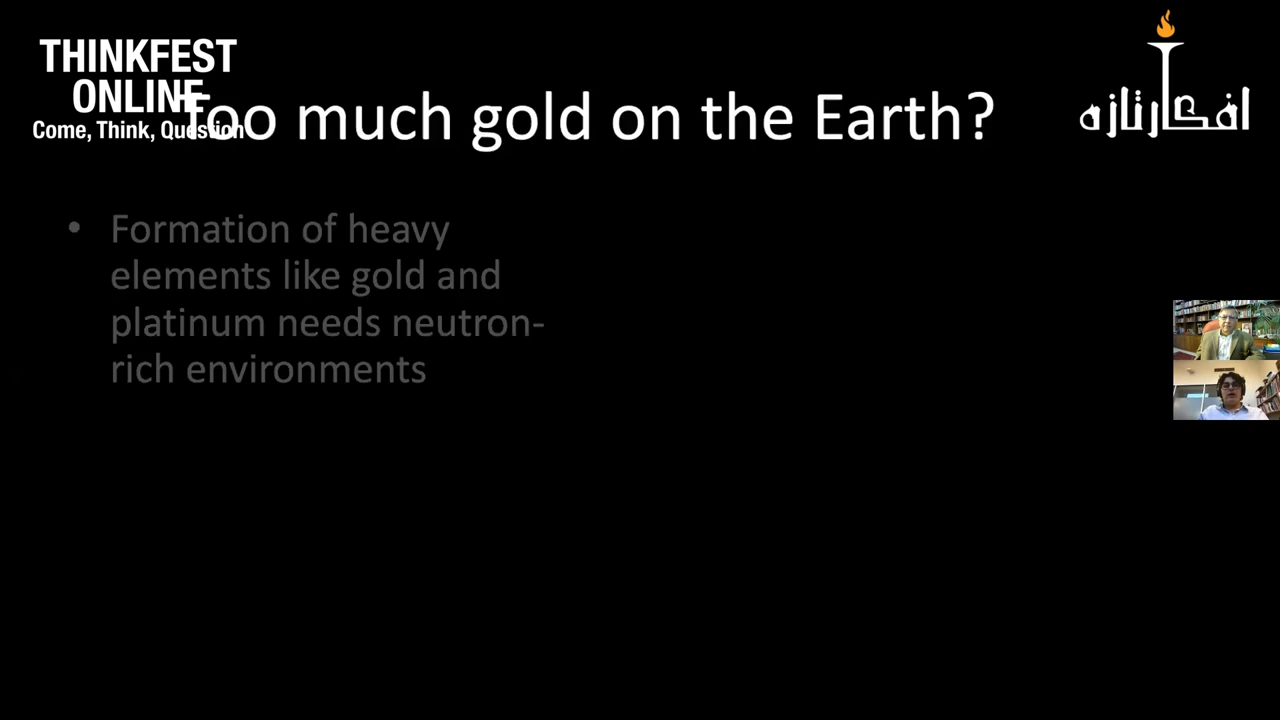 THINKFEST
ONLINE
Come, Think, Question
Too much gold on the Earth?
افکار تازه
• Formation of heavy
elements like gold and
platinum needs neutron-
rich environments